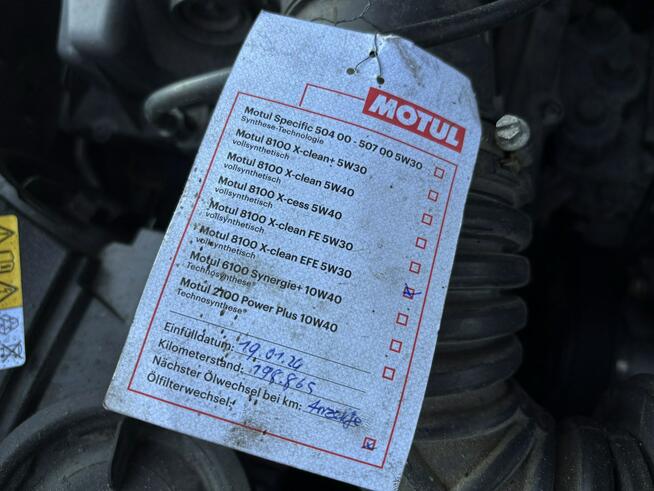 MOTUL
Motul Specific 504 00 - 507 00 5W30
Synthese-Technologie
Motul 8100 X-clean+ 5W30
vollsynthetisch
Motul 8100 X-clean 5W40
vollsynthetisch
Motul 8100 X-cess 5W40
vollsynthetisch
Motul 8100 X-clean FE 5W30
vollsynthetisch
Motul 8100 X-clean EFE 5W30
vollsynthetisch
Motul 6100 Synergie+ 10W40
Technosynthese®
Motul 2100 Power Plus 10W40
Technosynthese®
Einfülldatum: 19.01.24
Kilometerstand: 198.865
Nächster Ölwechsel bei km: Anzeige
Ölfilterwechsel: